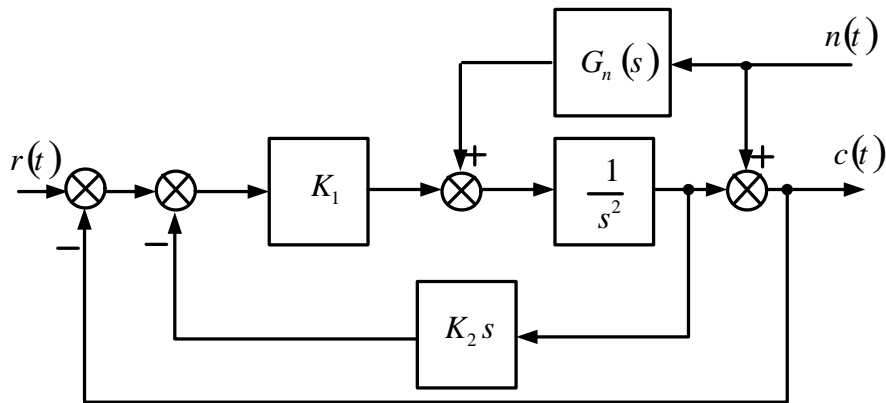 n(t)
G_n(s)
r(t)
K_1
+
1/s^2
+
c(t)
−
−
K_2 s